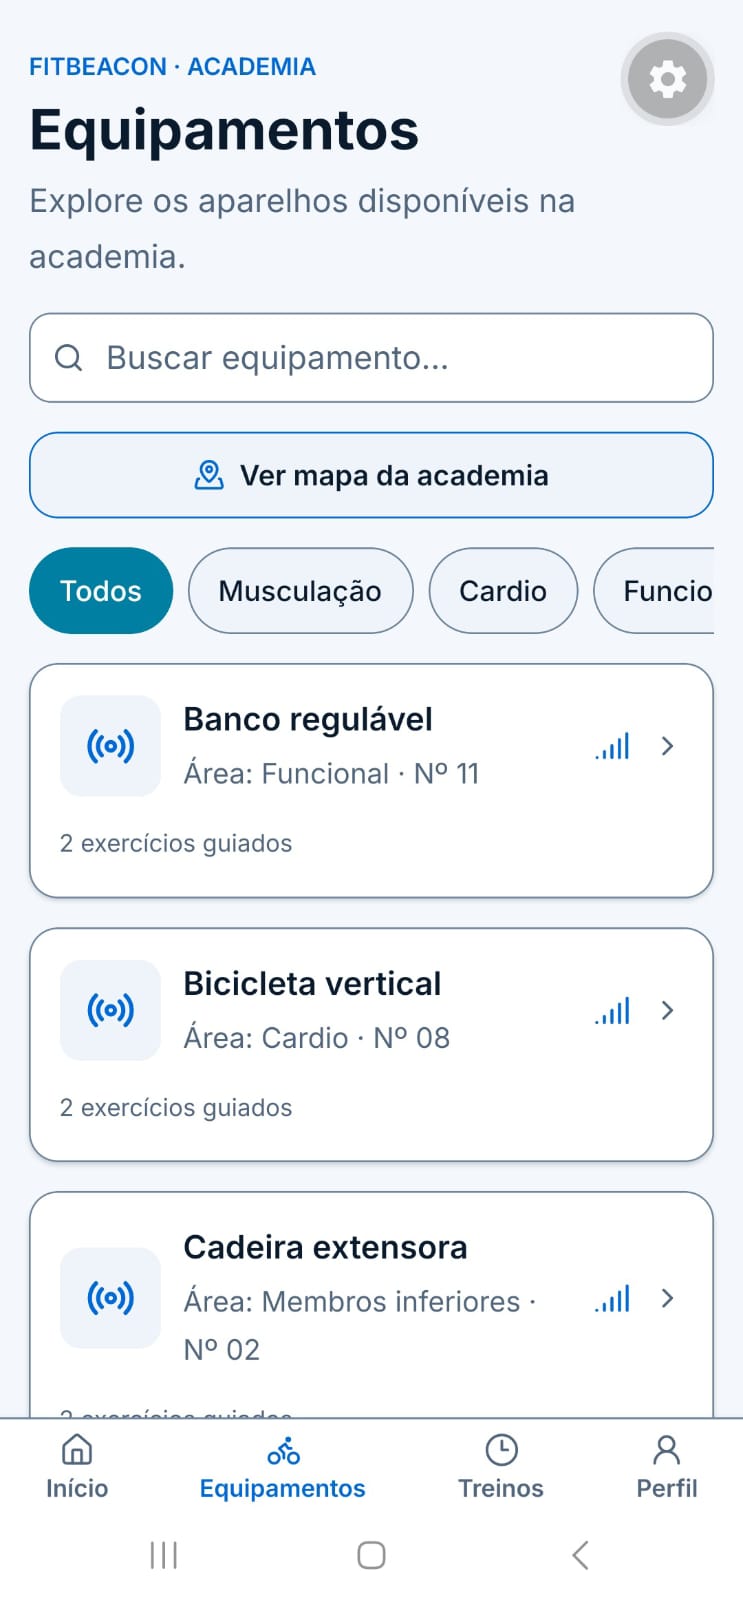 FITBEACON · ACADEMIA
Equipamentos
Explore os aparelhos disponíveis na
academia.
Buscar equipamento...
Ver mapa da academia
Todos
Musculação
Cardio
Funcio
Banco regulável
Área: Funcional · Nº 11
2 exercícios guiados
Bicicleta vertical
Área: Cardio · Nº 08
2 exercícios guiados
Cadeira extensora
Área: Membros inferiores ·
Nº 02
Início
Equipamentos
Treinos
Perfil